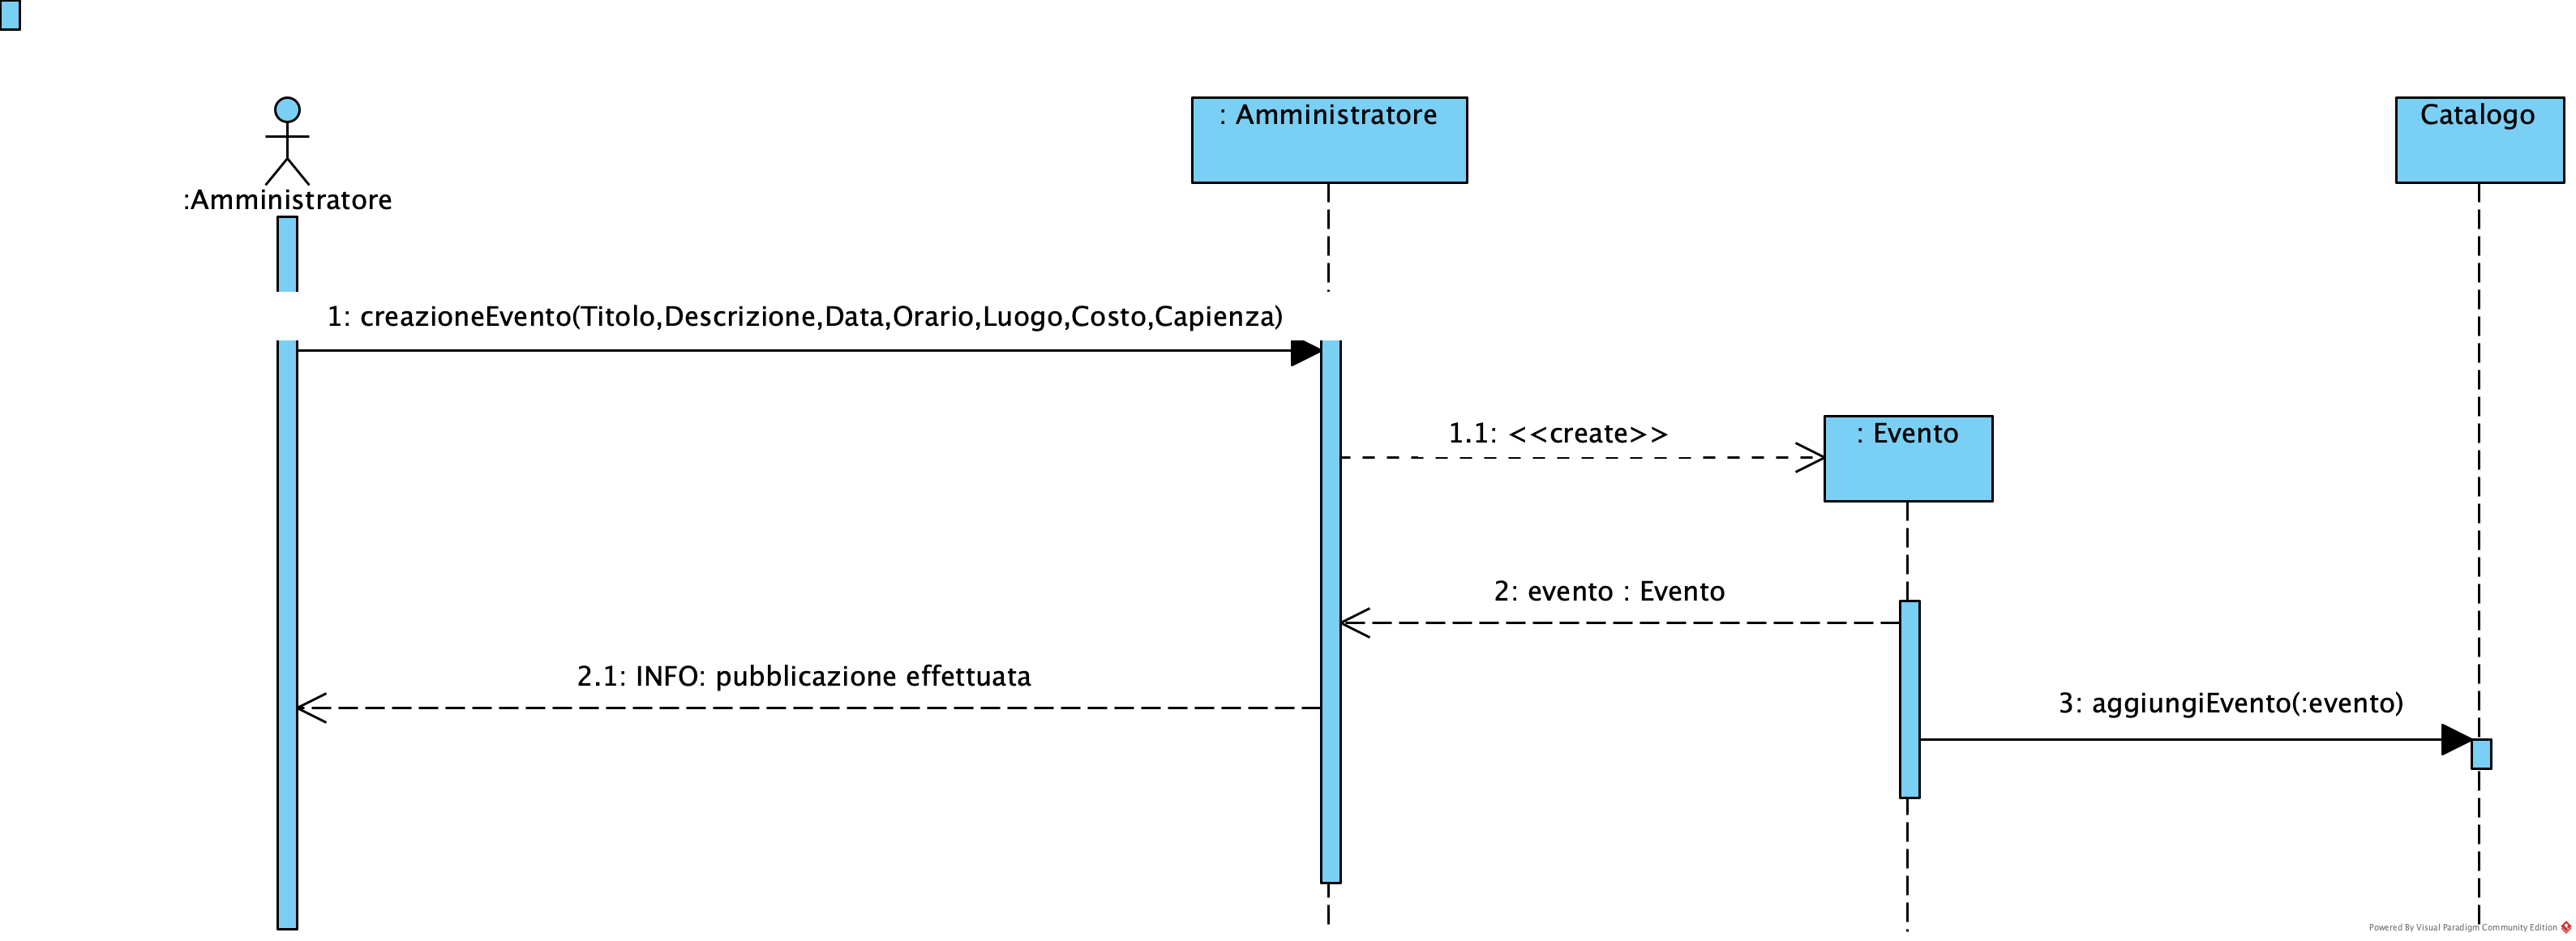 : Amministratore
Catalogo
:Amministratore
1: creazioneEvento(Titolo,Descrizione,Data,Orario,Luogo,Costo,Capienza)
1.1: <<create>>
: Evento
2: evento : Evento
2.1: INFO: pubblicazione effettuata
3: aggiungiEvento(:evento)
Powered By Visual Paradigm Community Edition